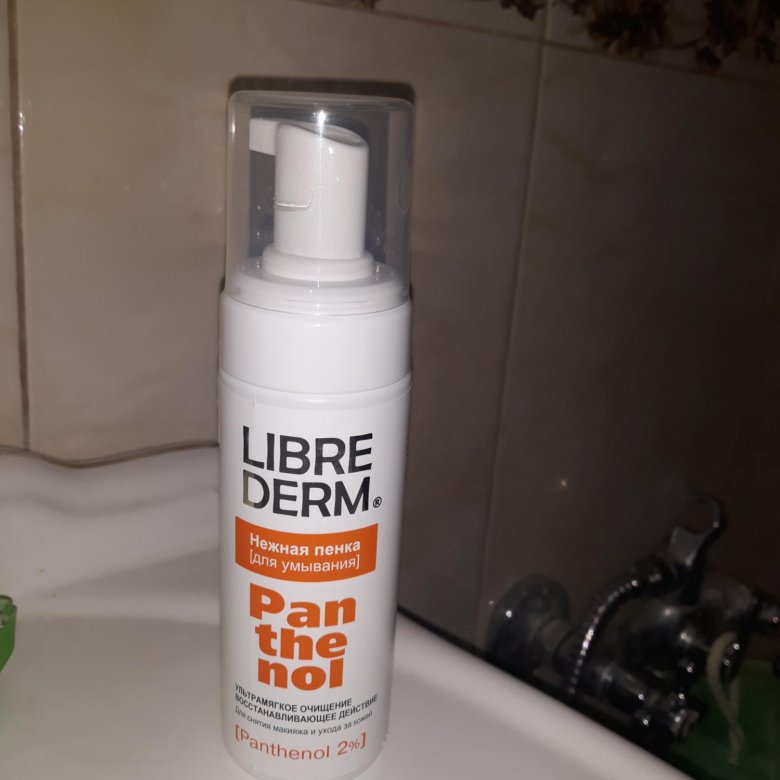 LIBRE
DERM®
Нежная пенка
[для умывания]
Pan
the
nol
УЛЬТРАМЯГКОЕ ОЧИЩЕНИЕ
ВОССТАНАВЛИВАЮЩЕЕ ДЕЙСТВИЕ
Для снятия макияжа и ухода за кожей
[Panthenol 2%]